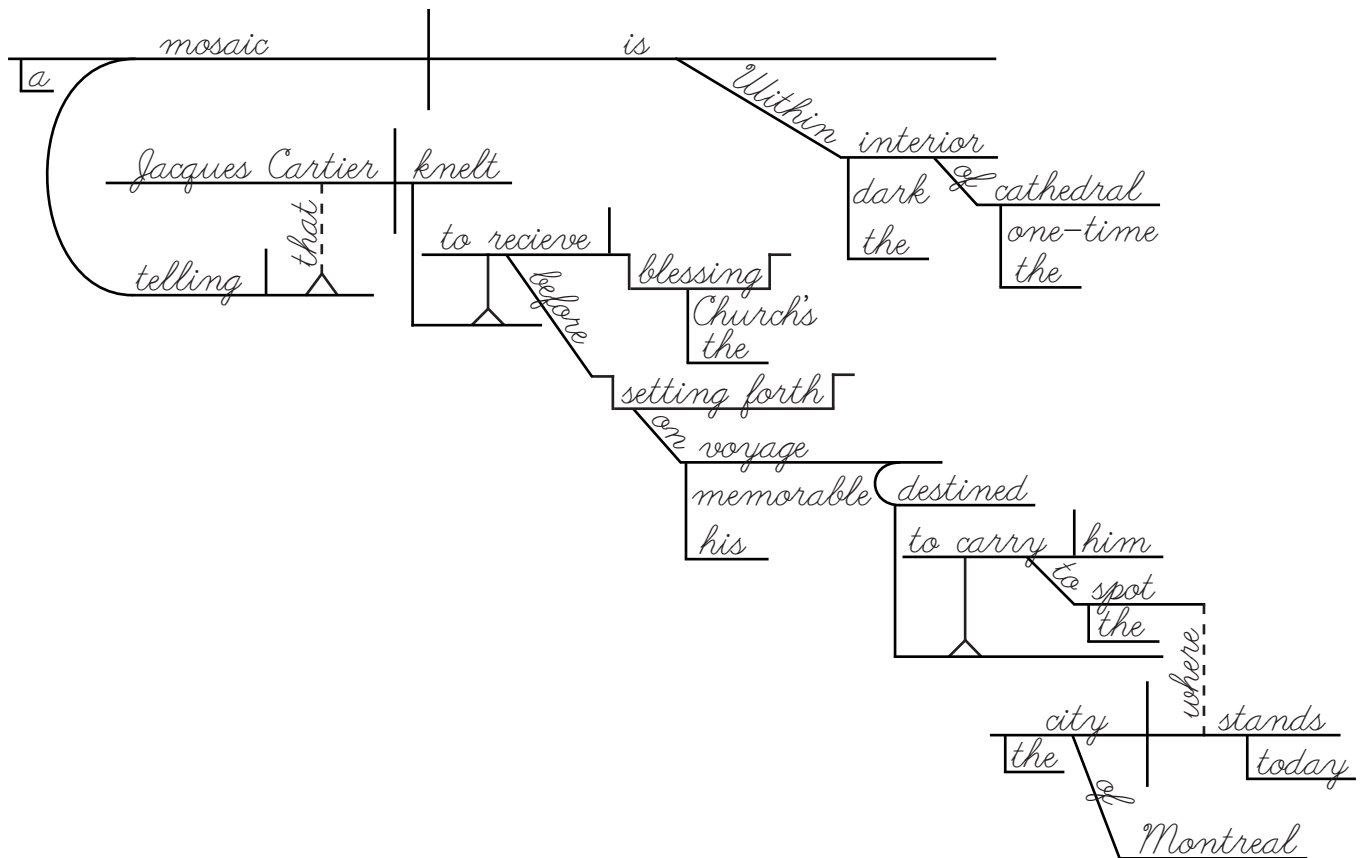 mosaic is
a
Within
interior
Jacques Cartier knelt
of
cathedral
dark
the
one-time
the
that
to recieve
telling
before
blessing
Church's
the
setting forth
on
voyage
memorable
his
destined
to carry him
to
spot
the
where
city stands
the
today
of
Montreal